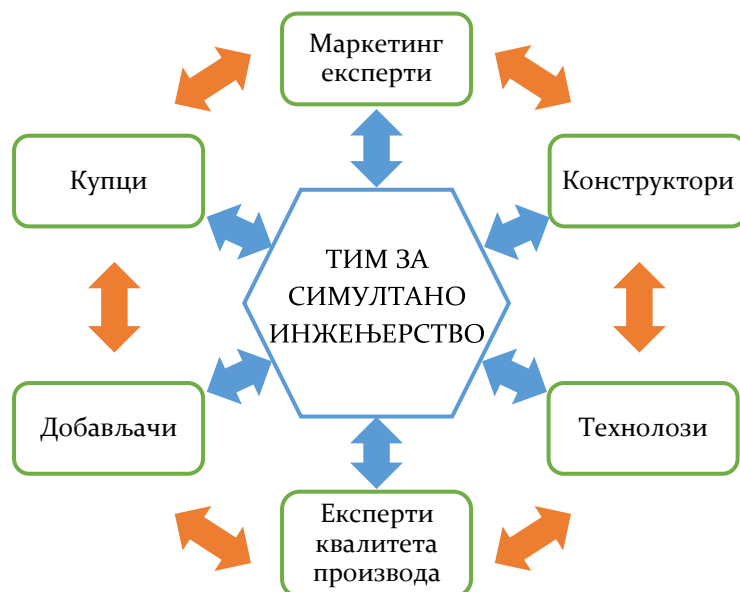 Маркетинг
експерти
Купци
Конструктори
ТИМ ЗА
СИМУЛТАНО
ИНЖЕЊЕРСТВО
Добављачи
Технолози
Експерти
квалитета
производа